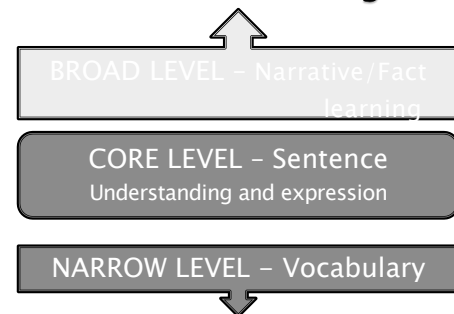 BROAD LEVEL – Narrative/Fact
learning
CORE LEVEL – Sentence
Understanding and expression
NARROW LEVEL – Vocabulary